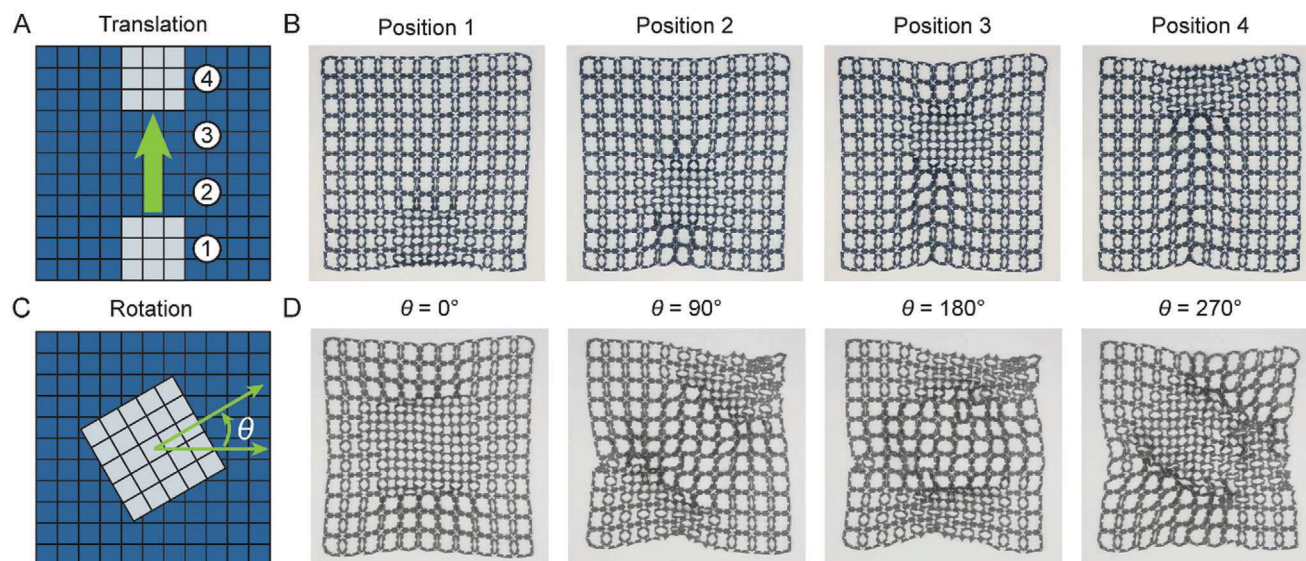 A Translation
4
3
2
1
B Position 1 Position 2 Position 3 Position 4
C Rotation
θ
D θ = 0° θ = 90° θ = 180° θ = 270°